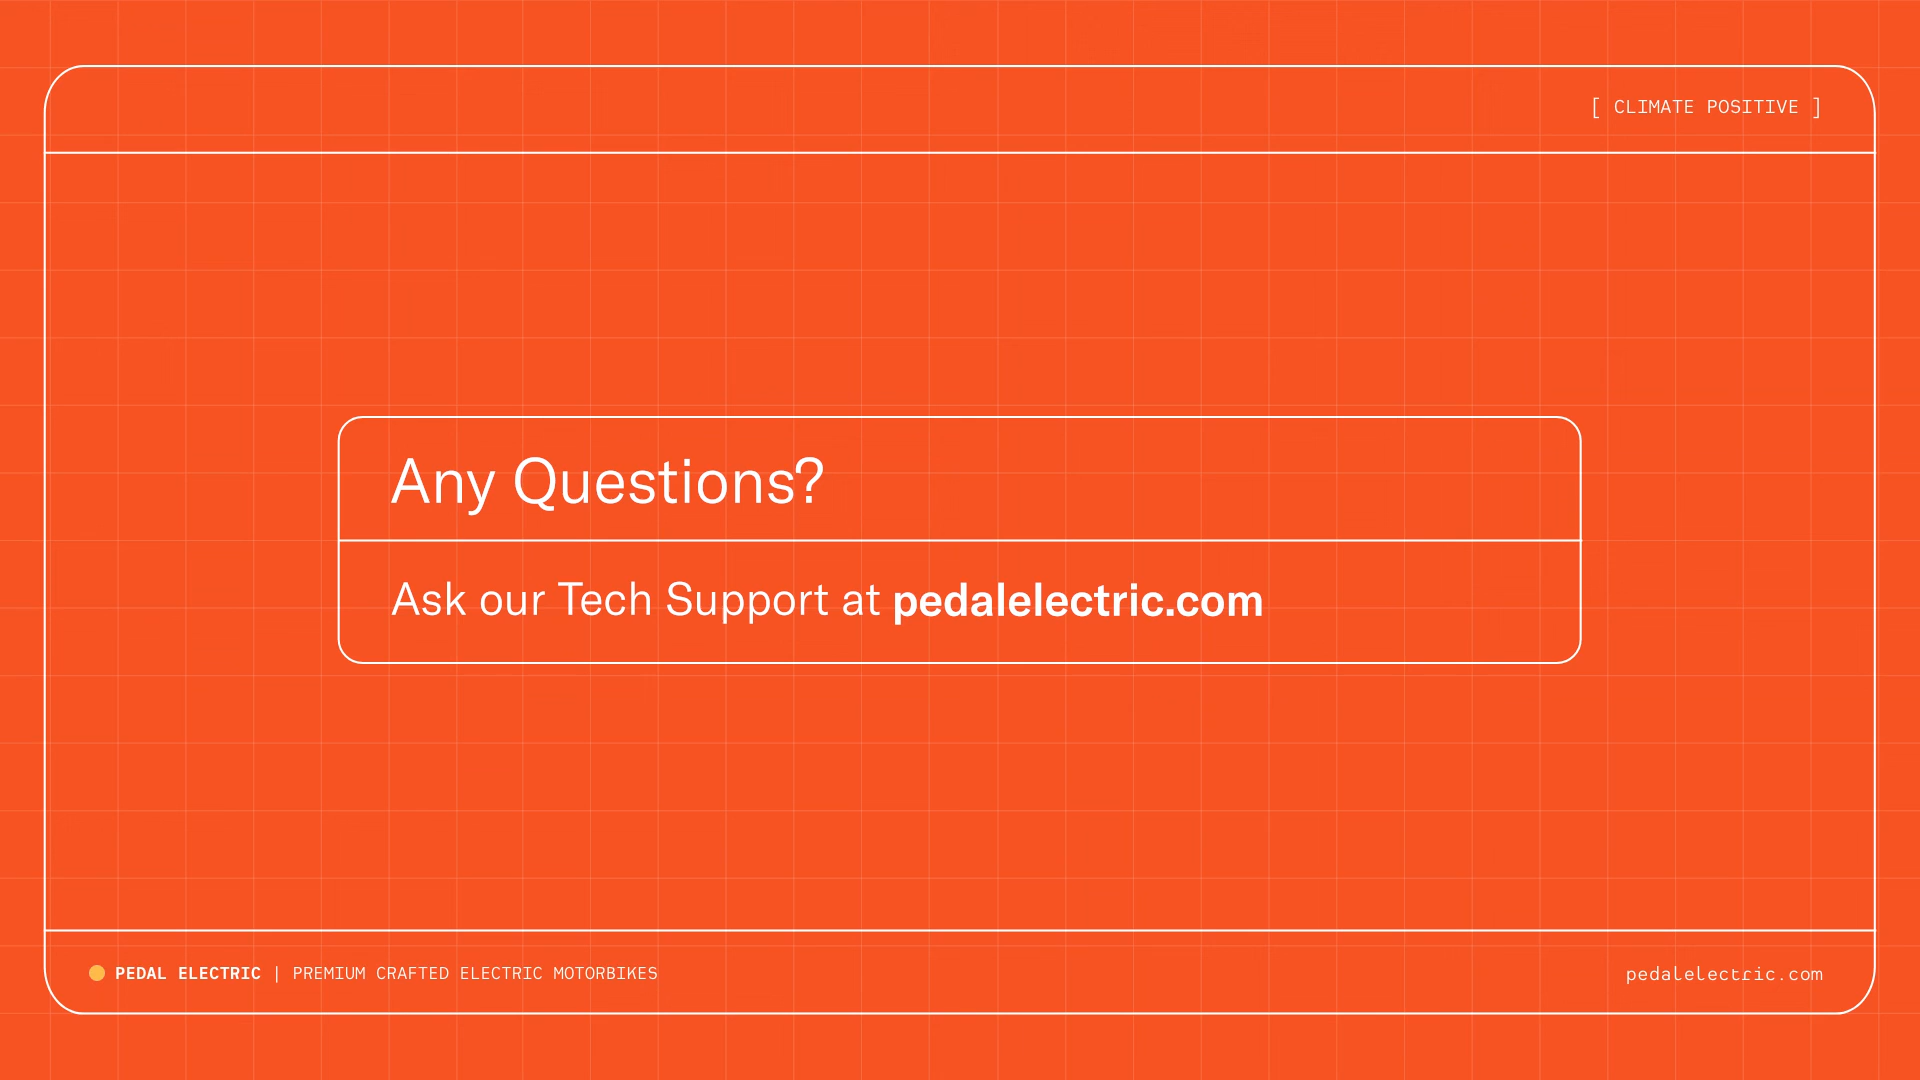 [ CLIMATE POSITIVE ]
Any Questions?
Ask our Tech Support at pedalelectric.com
PEDAL ELECTRIC | PREMIUM CRAFTED ELECTRIC MOTORBIKES
pedalelectric.com